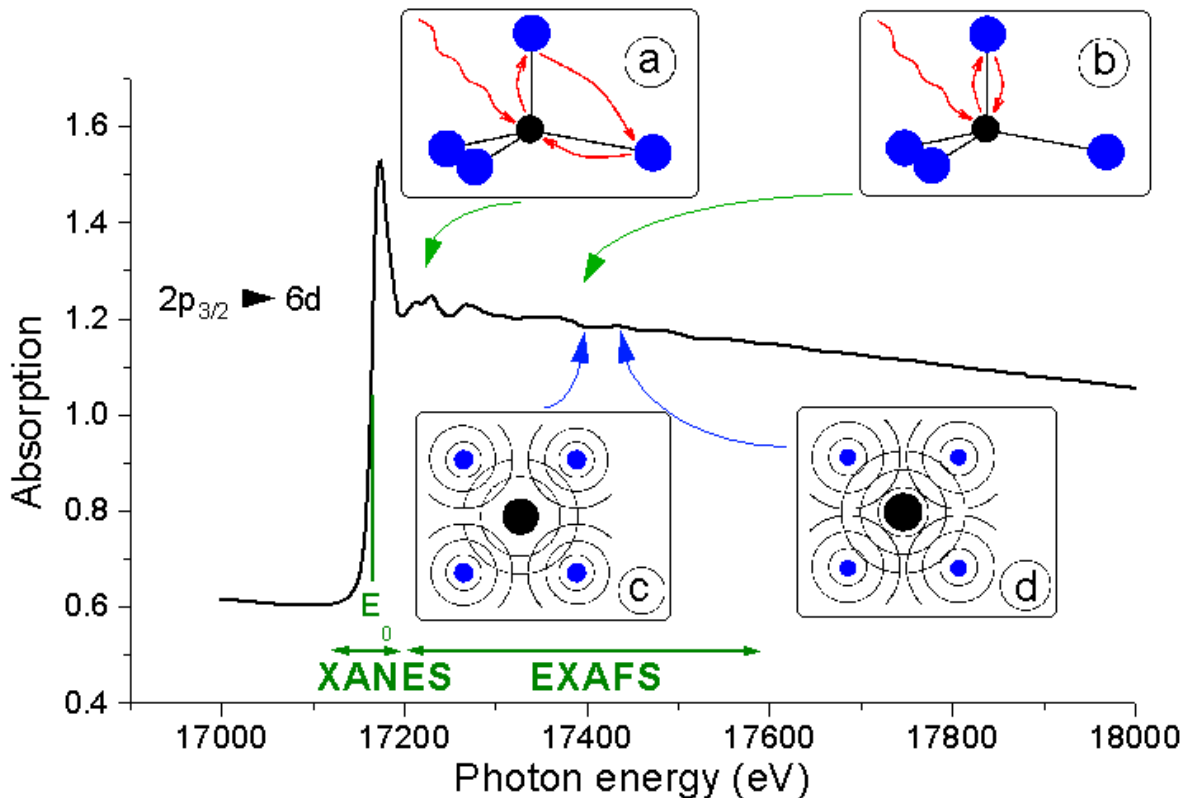 a
b
1.6
1.4
2p3/2 ► 6d
1.2
1.0
0.8
0.6
0.4
Absorption
c
d
E0
XANES
EXAFS
17000
17200
17400
17600
17800
18000
Photon energy (eV)